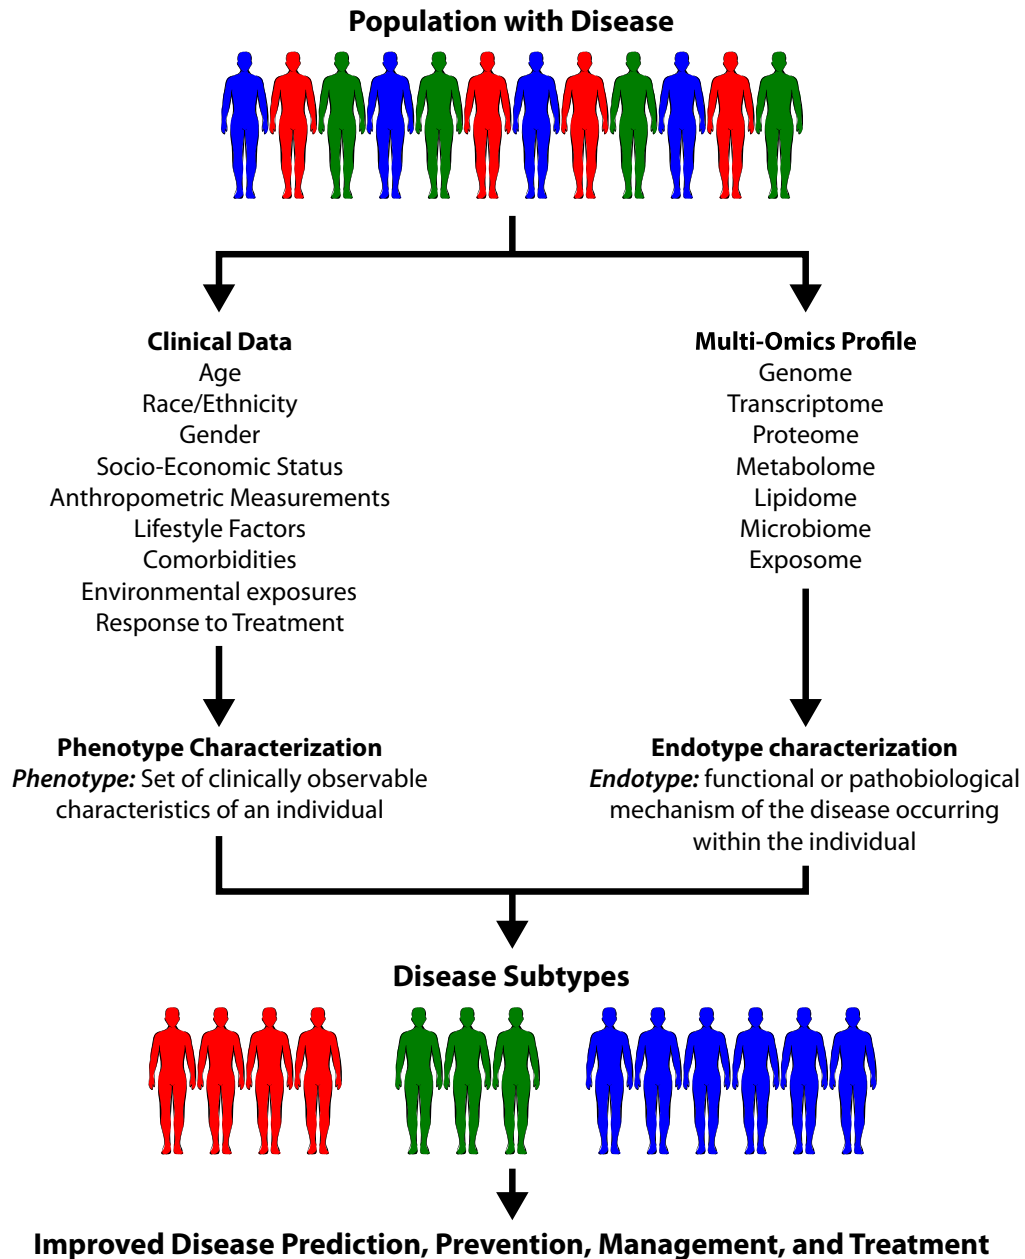 Population with Disease
Clinical Data
Age
Race/Ethnicity
Gender
Socio-Economic Status
Anthropometric Measurements
Lifestyle Factors
Comorbidities
Environmental exposures
Response to Treatment
Multi-Omics Profile
Genome
Transcriptome
Proteome
Metabolome
Lipidome
Microbiome
Exposome
Phenotype Characterization
Phenotype: Set of clinically observable
characteristics of an individual
Endotype characterization
Endotype: functional or pathobiological
mechanism of the disease occurring
within the individual
Disease Subtypes
Improved Disease Prediction, Prevention, Management, and Treatment